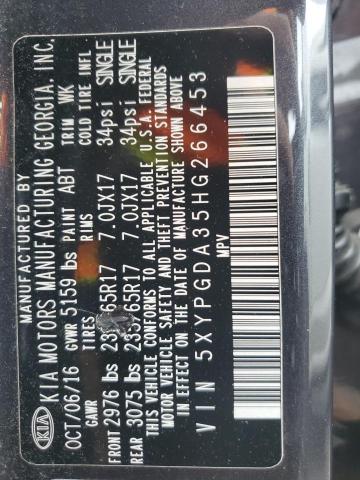 MANUFACTURED BY
KIA KIA MOTORS MANUFACTURING GEORGIA, INC.
OCT/06/16 GVWR 5159 lbs PAINT ABT TRIM WK
GAWR TIRES RIMS COLD TIRE INFL.
FRONT 2976 lbs 65R17 7.0JX17 34psi SINGLE
REAR 3075 lbs 65R17 7.0JX17 34psi SINGLE
THIS VEHICLE CONFORMS TO ALL APPLICABLE U.S.A. FEDERAL
MOTOR VEHICLE SAFETY AND THEFT PREVENTION STANDARDS
IN EFFECT ON THE DATE OF MANUFACTURE SHOWN ABOVE
VIN 5XYPGDA35HG266453
MPV